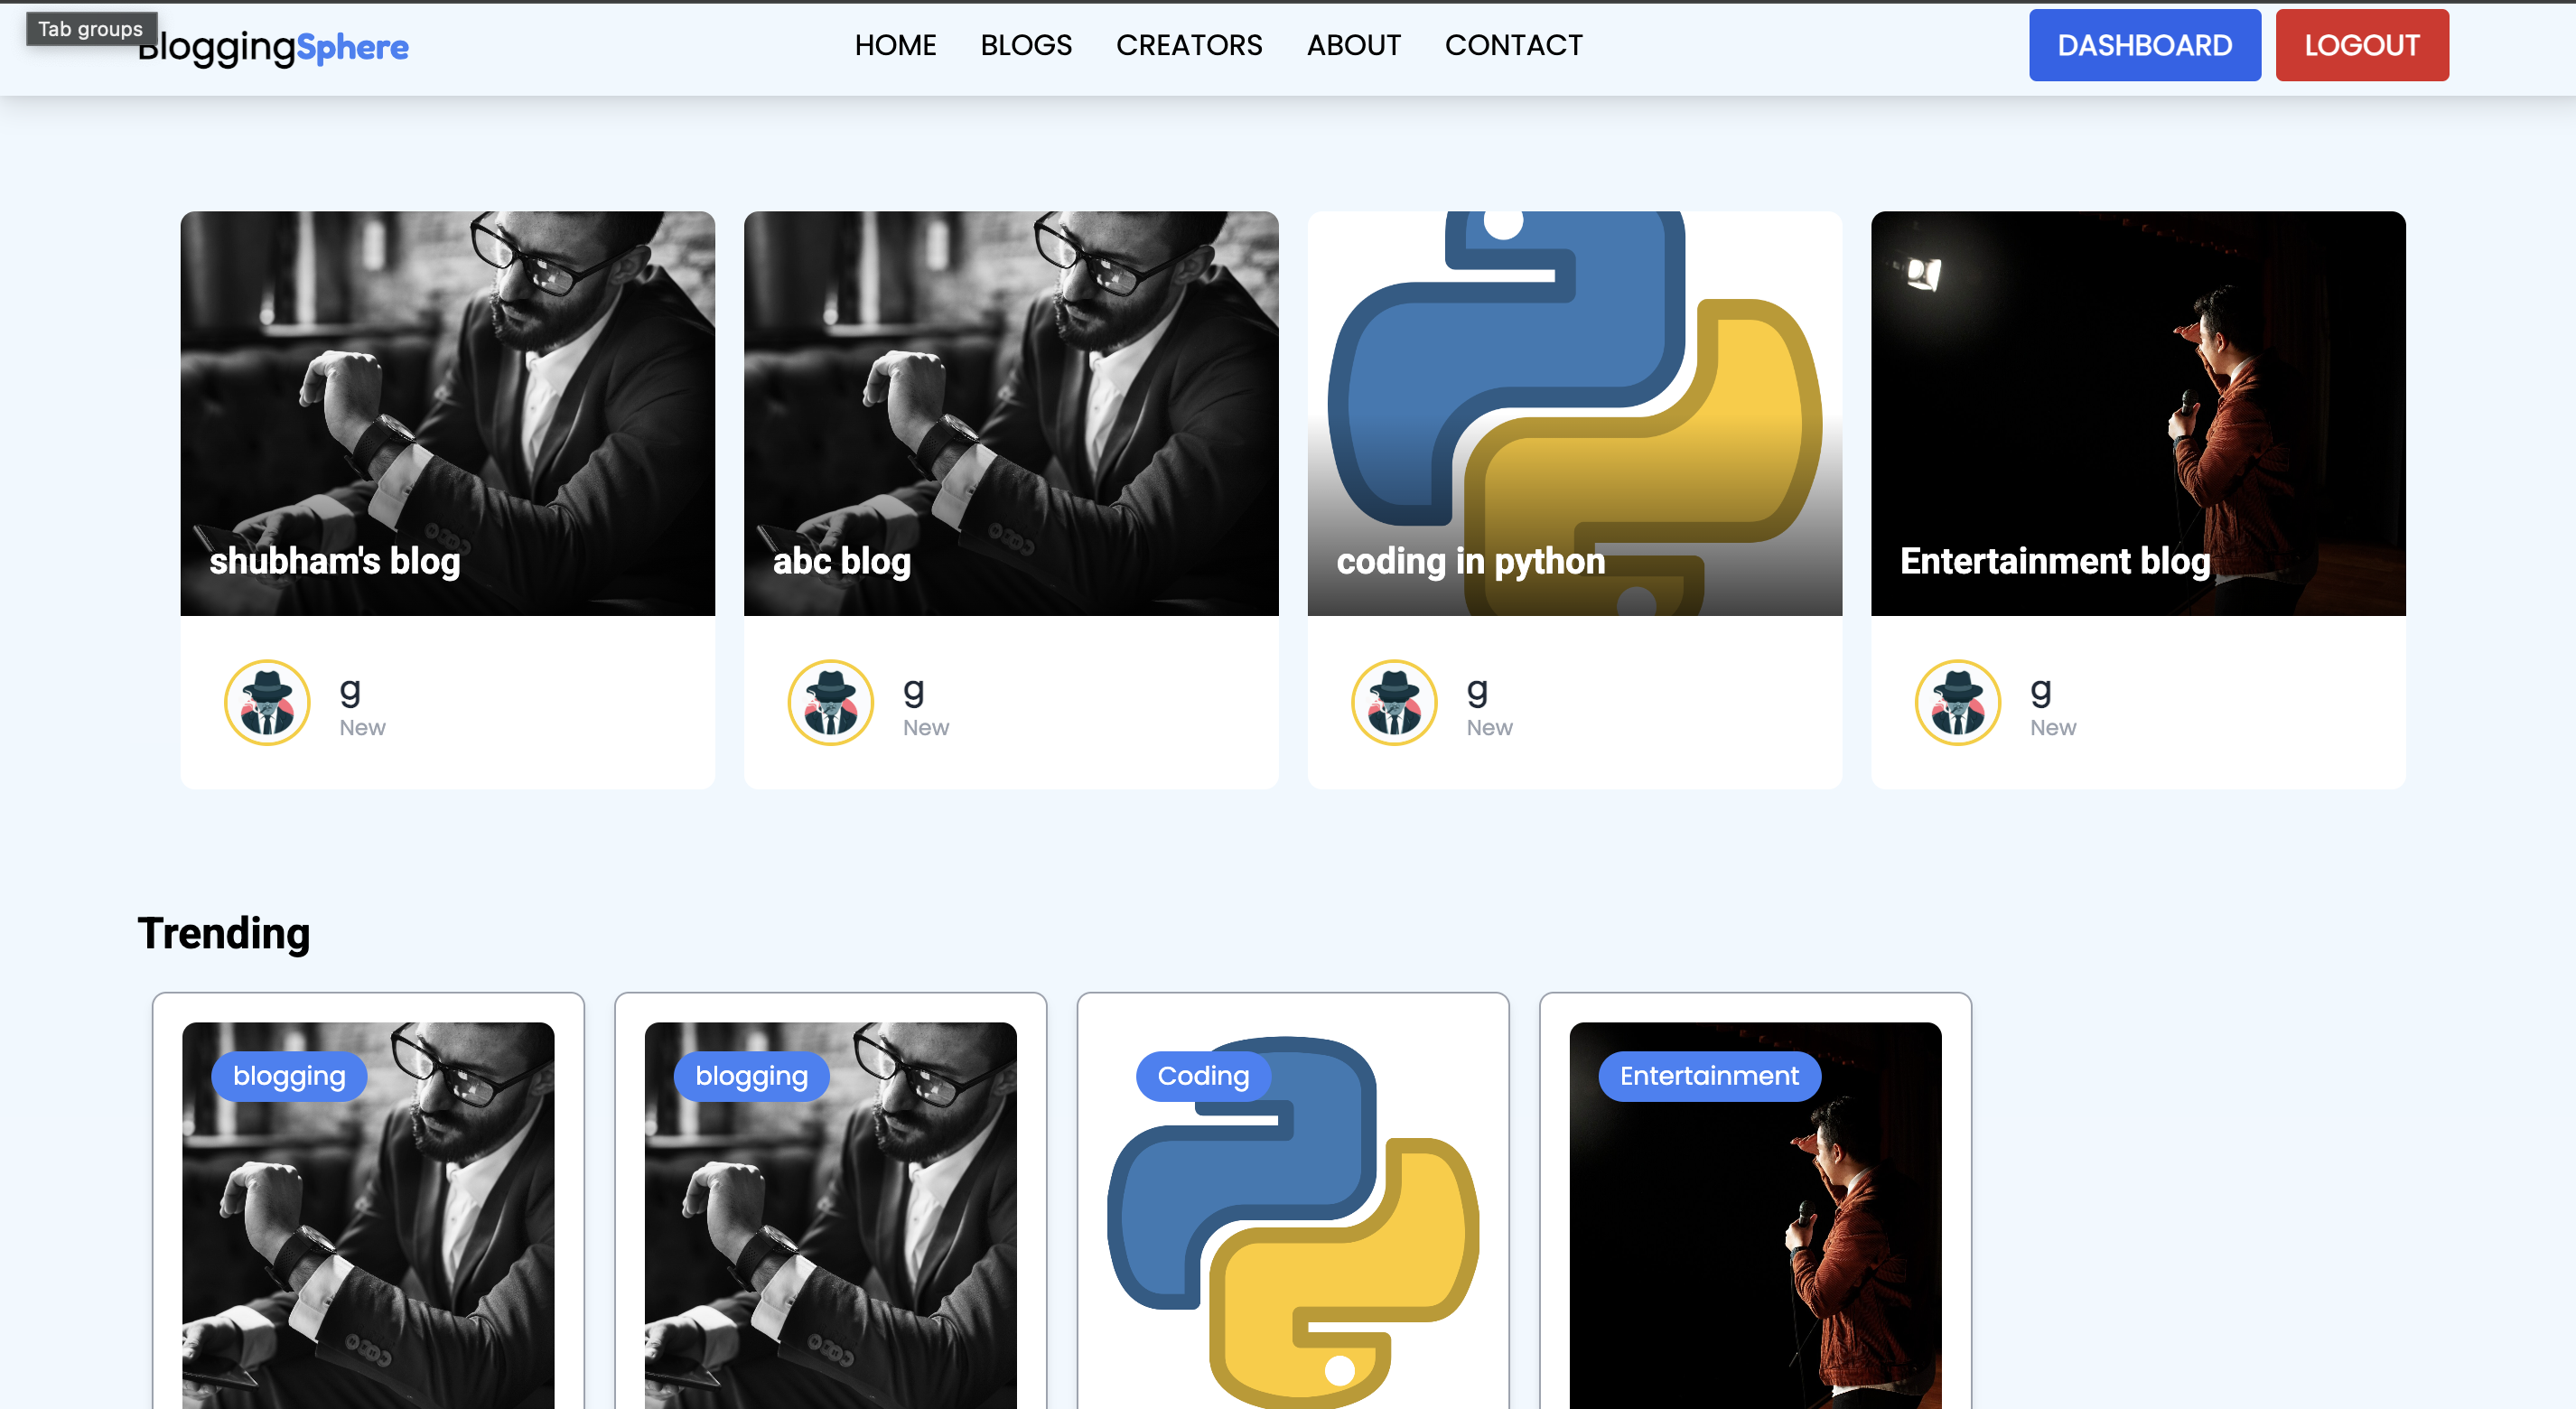 Tab groups
BloggingSphere
HOME BLOGS CREATORS ABOUT CONTACT
DASHBOARD LOGOUT
shubham's blog
abc blog
coding in python
Entertainment blog
g
New
g
New
g
New
g
New
Trending
blogging
blogging
Coding
Entertainment